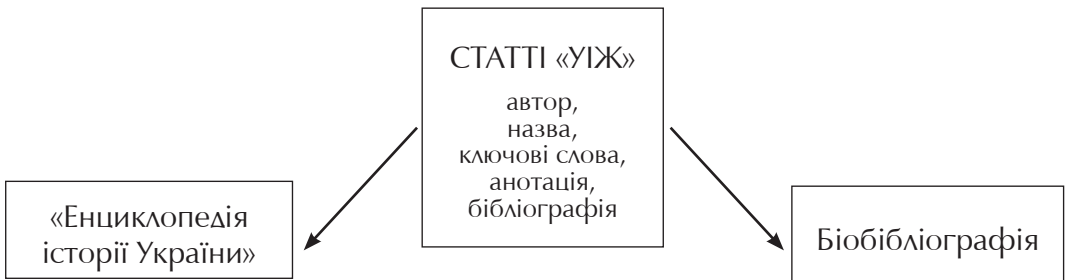 СТАТТІ «УІЖ»
автор,
назва,
ключові слова,
анотація,
бібліографія
«Енциклопедія
історії України»
Біобібліографія